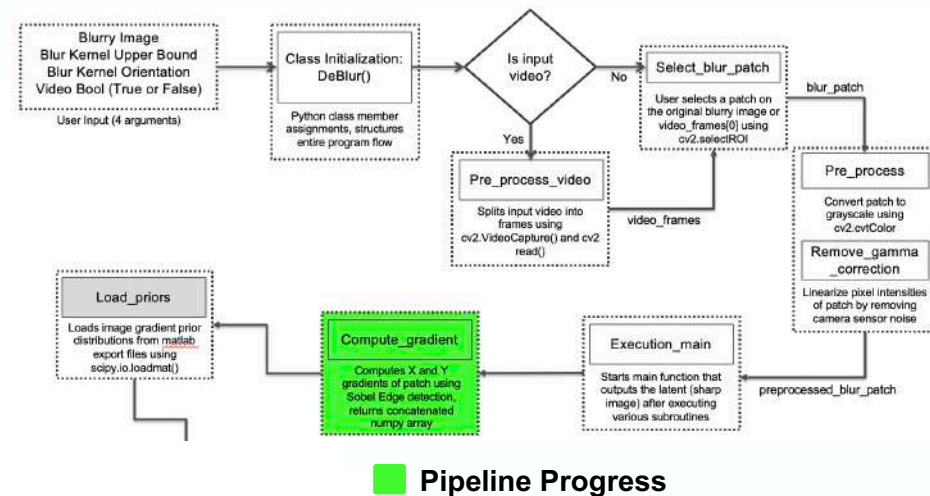 Blurry Image
Blur Kernel Upper Bound
Blur Kernel Orientation
Video Bool (True or False)
User Input (4 arguments)
Class Initialization:
DeBlur()
Python class member
assignments, structures
entire program flow
Is input
video?
No
Yes
Select_blur_patch
User selects a patch on
the original blurry image or
video_frames[0] using
cv2.selectROI
blur_patch
Pre_process_video
Splits input video into
frames using
cv2.VideoCapture() and cv2
read()
video_frames
Pre_process
Convert patch to
grayscale using
cv2.cvtColor
Remove_gamma
_correction
Linearize pixel intensities
of patch by removing
camera sensor noise
preprocessed_blur_patch
Execution_main
Starts main function that
outputs the latent (sharp
image) after executing
various subroutines
Compute_gradient
Computes X and Y
gradients of patch using
Sobel Edge detection,
returns concatenated
numpy array
Load_priors
Loads image gradient prior
distributions from matlab
export files using
scipy.io.loadmat()
Pipeline Progress